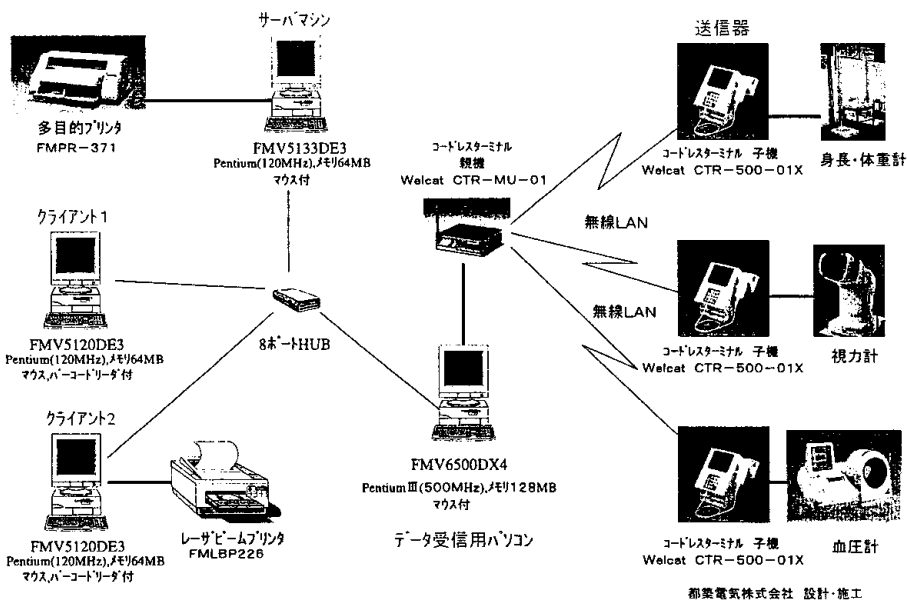 サーバマシン
多目的プリンタ
FMPR-371
FMV5133DE3
Pentium(120MHz),メモリ64MB
マウス付
クライアント1
FMV5120DE3
Pentium(120MHz),メモリ64MB
マウス,バーコードリーダ付
8ポートHUB
クライアント2
FMV5120DE3
Pentium(120MHz),メモリ64MB
マウス,バーコードリーダ付
レーザビームプリンタ
FMLBP226
コードレスターミナル
親機
Welcat CTR-MU-01
FMV6500DX4
PentiumⅢ(500MHz),メモリ128MB
マウス付
データ受信用パソコン
送信器
コードレスターミナル 子機
Welcat CTR-500-01X
身長・体重計
無線LAN
無線LAN
コードレスターミナル 子機
Welcat CTR-500-01X
視力計
コードレスターミナル 子機
Welcat CTR-500-01X
血圧計
都築電気株式会社 設計・施工